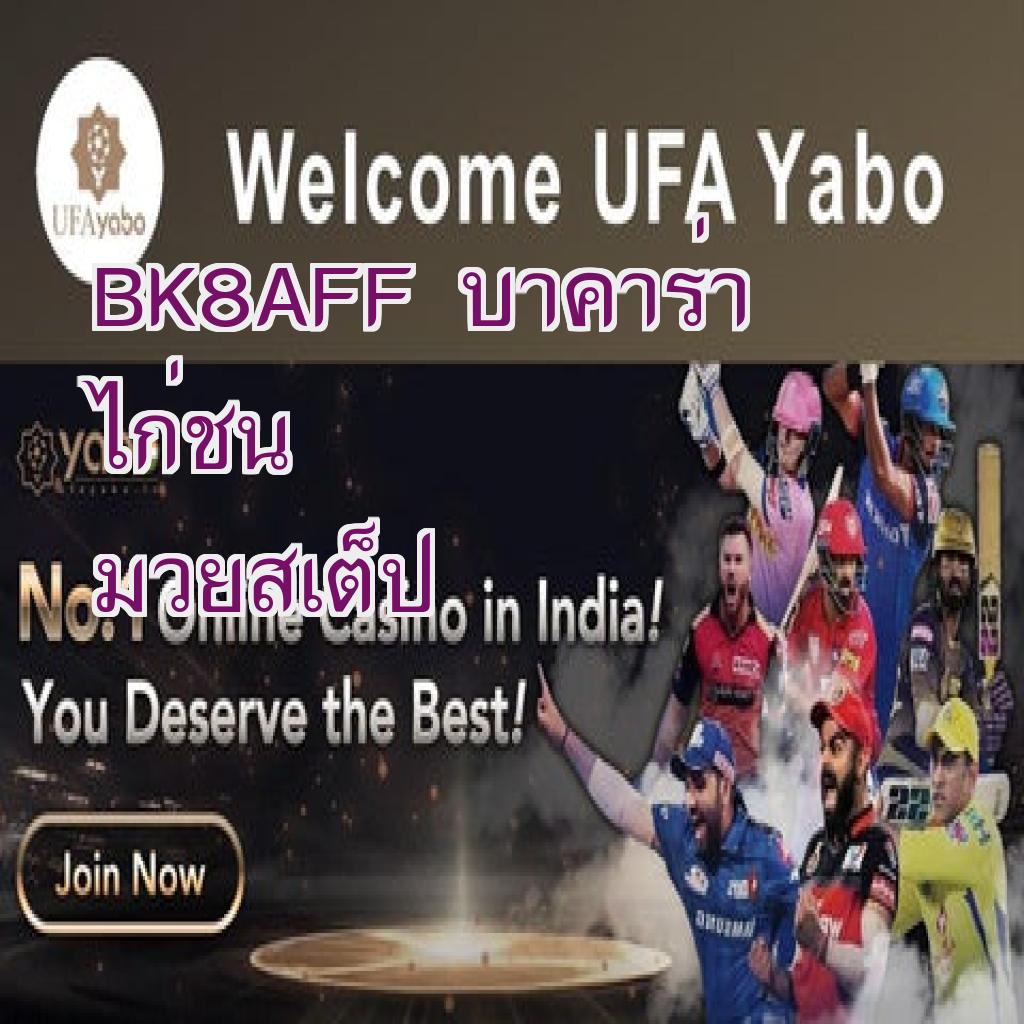 UFAyabo
Welcome UFA Yabo
BK8AFF บาคาร่า
ไก่ชน
มวยสเต็ป
No.1 Online Casino in India!
You Deserve the Best!
Join Now
22